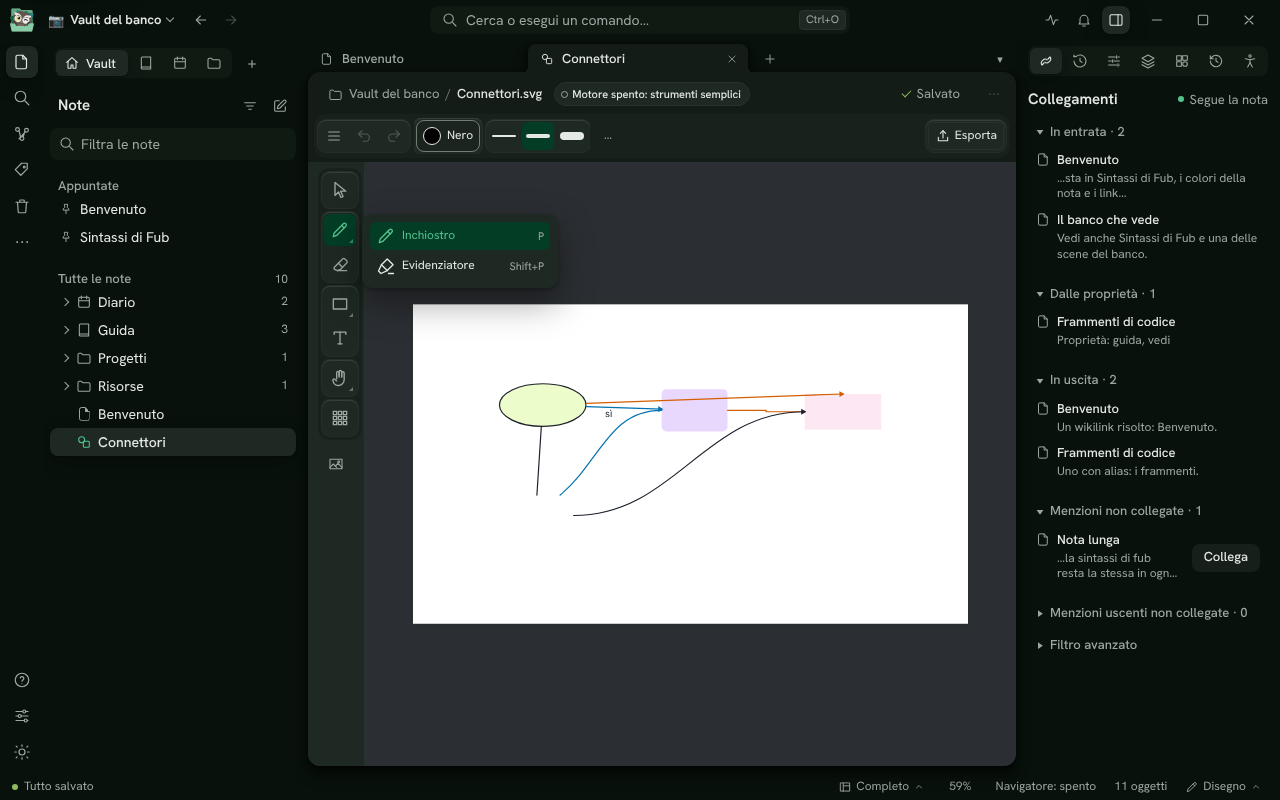 Vault del banco
Cerca o esegui un comando...
Ctrl+O
Vault
Benvenuto
Connettori
Note
Filtra le note
Appuntate
Benvenuto
Sintassi di Fub
Tutte le note 10
Diario 2
Guida 3
Progetti 1
Risorse 1
Benvenuto
Connettori
Vault del banco / Connettori.svg
Motore spento: strumenti semplici
Salvato
Nero
...
Esporta
Inchiostro P
Evidenziatore Shift+P
sì
Collegamenti
Segue la nota
In entrata · 2
Benvenuto
...sta in Sintassi di Fub, i colori della
nota e i link...
Il banco che vede
Vedi anche Sintassi di Fub e una delle
scene del banco.
Dalle proprietà · 1
Frammenti di codice
Proprietà: guida, vedi
In uscita · 2
Benvenuto
Un wikilink risolto: Benvenuto.
Frammenti di codice
Uno con alias: i frammenti.
Menzioni non collegate · 1
Nota lunga
...la sintassi di fub
resta la stessa in ogn...
Collega
Menzioni uscenti non collegate · 0
Filtro avanzato
Tutto salvato
Completo
59%
Navigatore: spento
11 oggetti
Disegno